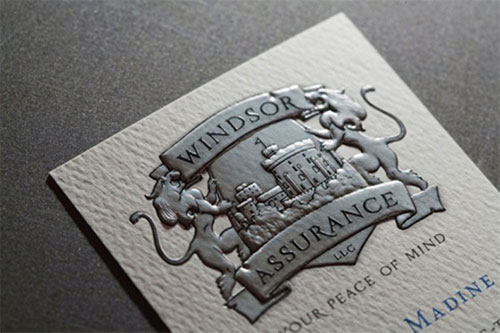 WINDSOR
ASSURANCE
LLC
YOUR PEACE OF MIND
MADINE